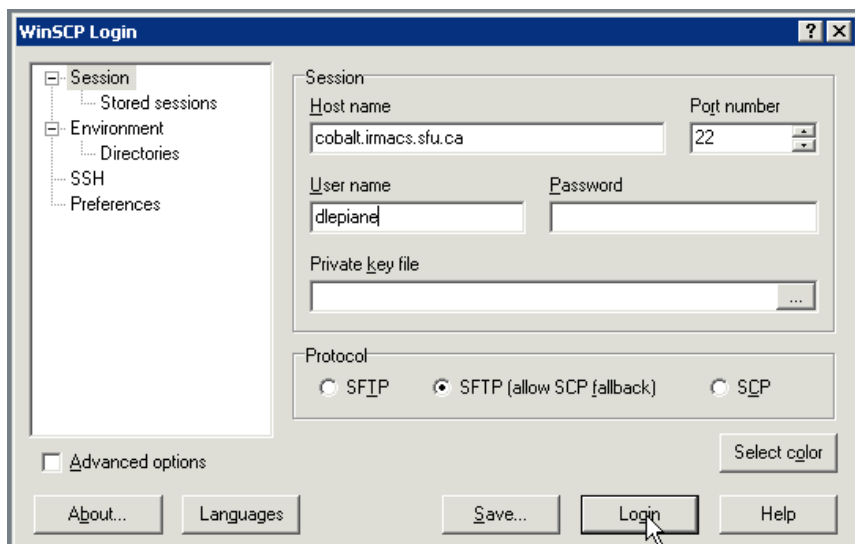 WinSCP Login
Session
Stored sessions
Environment
Directories
SSH
Preferences
Session
Host name
Port number
cobalt.irmacs.sfu.ca
22
User name
Password
dlepiane
Private key file
...
Protocol
SFTP
SFTP (allow SCP fallback)
SCP
Advanced options
Select color
About...
Languages
Save...
Login
Help